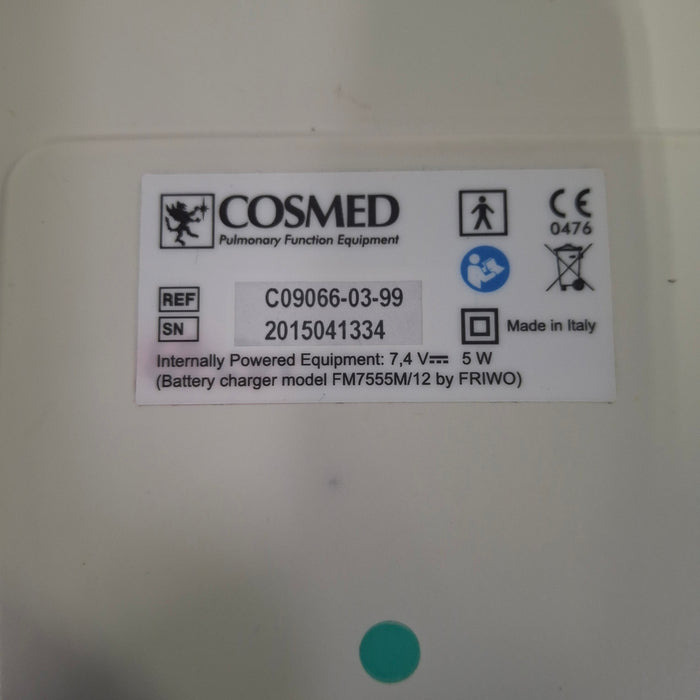 COSMED
Pulmonary Function Equipment
CE
0476
REF C09066-03-99
SN 2015041334
Made in Italy
Internally Powered Equipment: 7,4 V⎓ 5 W
(Battery charger model FM7555M/12 by FRIWO)